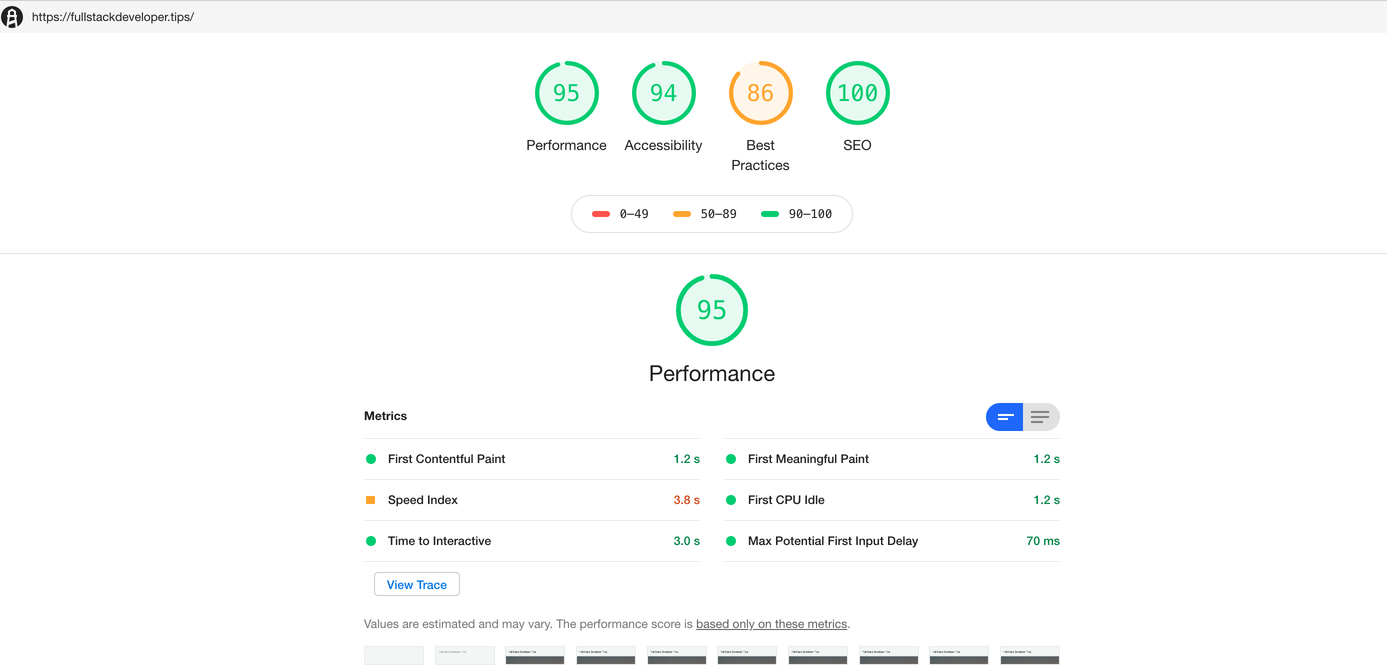 https://fullstackdeveloper.tips/
95 94 86 100
Performance Accessibility Best Practices SEO
0–49 50–89 90–100
95
Performance
Metrics
First Contentful Paint 1.2 s First Meaningful Paint 1.2 s
Speed Index 3.8 s First CPU Idle 1.2 s
Time to Interactive 3.0 s Max Potential First Input Delay 70 ms
View Trace
Values are estimated and may vary. The performance score is based only on these metrics.